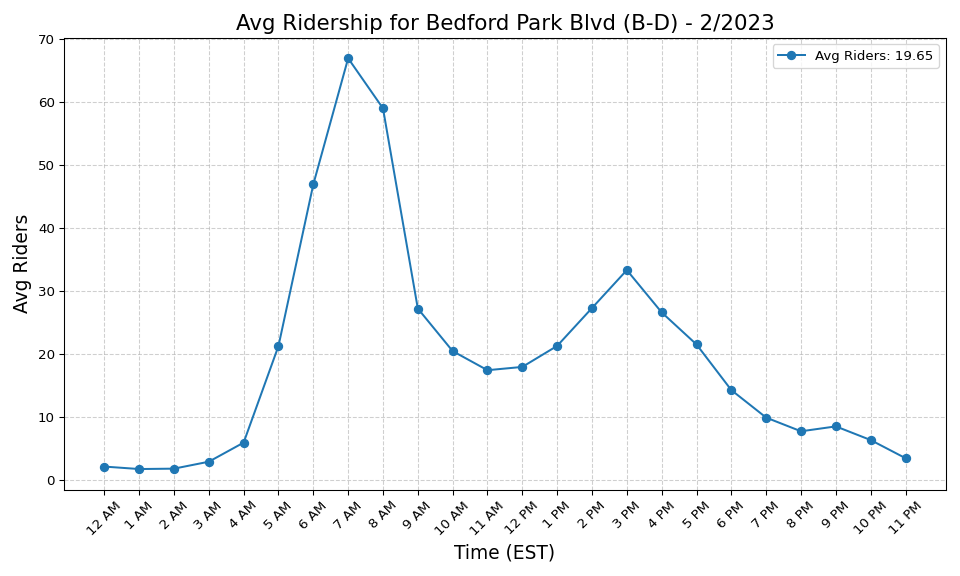 Avg Ridership for Bedford Park Blvd (B-D) - 2/2023
Avg Riders: 19.65
Avg Riders
70
60
50
40
30
20
10
0
12 AM 1 AM 2 AM 3 AM 4 AM 5 AM 6 AM 7 AM 8 AM 9 AM 10 AM 11 AM 12 PM 1 PM 2 PM 3 PM 4 PM 5 PM 6 PM 7 PM 8 PM 9 PM 10 PM 11 PM
Time (EST)